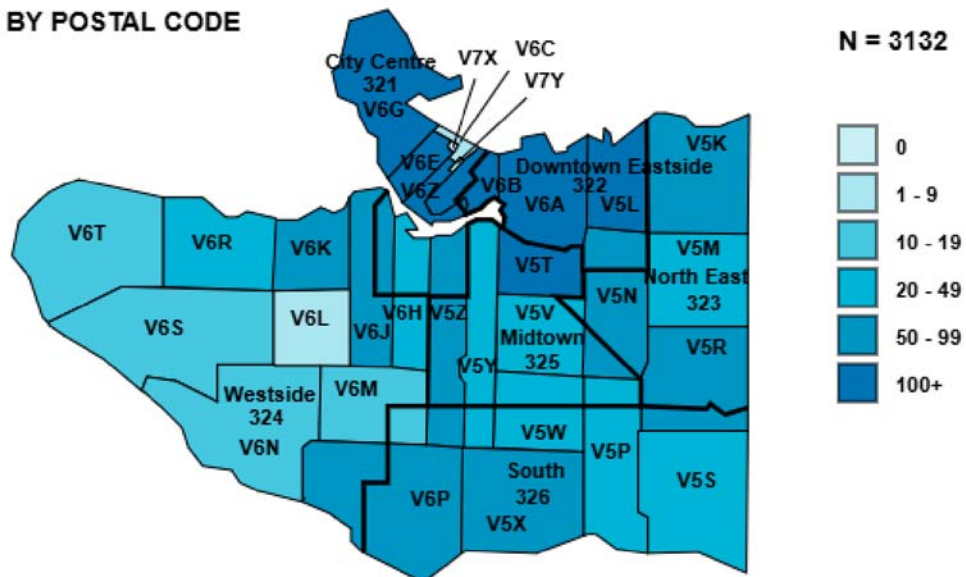 BY POSTAL CODE
N = 3132
V7X
V6C
V7Y
City Centre
321
V6G
V6E
V6Z
V6B
Downtown Eastside
322
V6A
V5L
V5K
V6T
V6R
V6K
V5T
V5M
North East
323
V6S
V6L
V6J
V6H
V5Z
V5Y
V5V
Midtown
325
V5N
V5R
Westside
324
V6N
V6M
V5W
V5P
V5S
South
326
V6P
V5X
0
1 - 9
10 - 19
20 - 49
50 - 99
100+